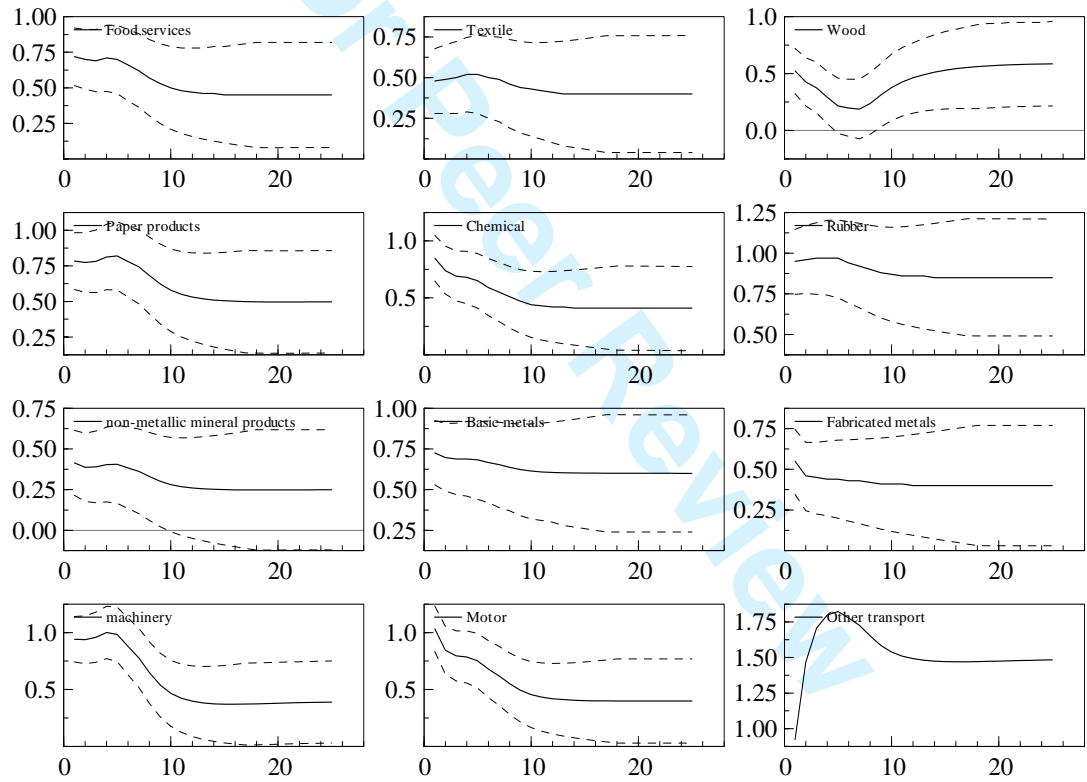 1.00
0.75
0.50
0.25
0 10 20
Food services
0.75
0.50
0.25
0 10 20
Textile
1.0
0.5
0.0
0 10 20
Wood
1.00
0.75
0.50
0.25
0 10 20
Paper products
1.0
0.5
0 10 20
Chemical
1.25
1.00
0.75
0.50
0 10 20
Rubber
0.75
0.50
0.25
0.00
0 10 20
non-metallic mineral products
1.00
0.75
0.50
0.25
0 10 20
Basic metals
0.75
0.50
0.25
0 10 20
Fabricated metals
1.0
0.5
0 10 20
machinery
1.0
0.5
0 10 20
Motor
1.75
1.50
1.25
1.00
0 10 20
Other transport
or Peer Review